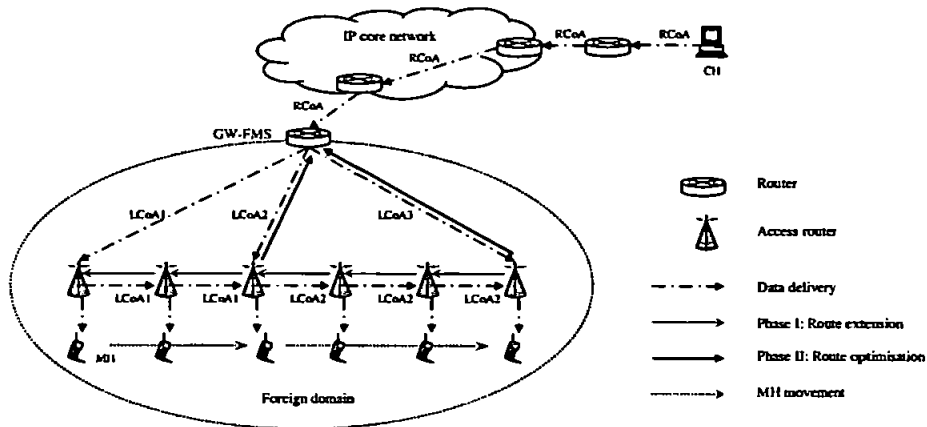 IP core network
RCoA
RCoA
RCoA
CH
RCoA
GW-FMS
LCoA1
LCoA2
LCoA3
Router
Access router
LCoA1
LCoA1
LCoA2
LCoA2
LCoA2
Data delivery
Phase I: Route extension
MH
Phase II: Route optimisation
Foreign domain
MH movement